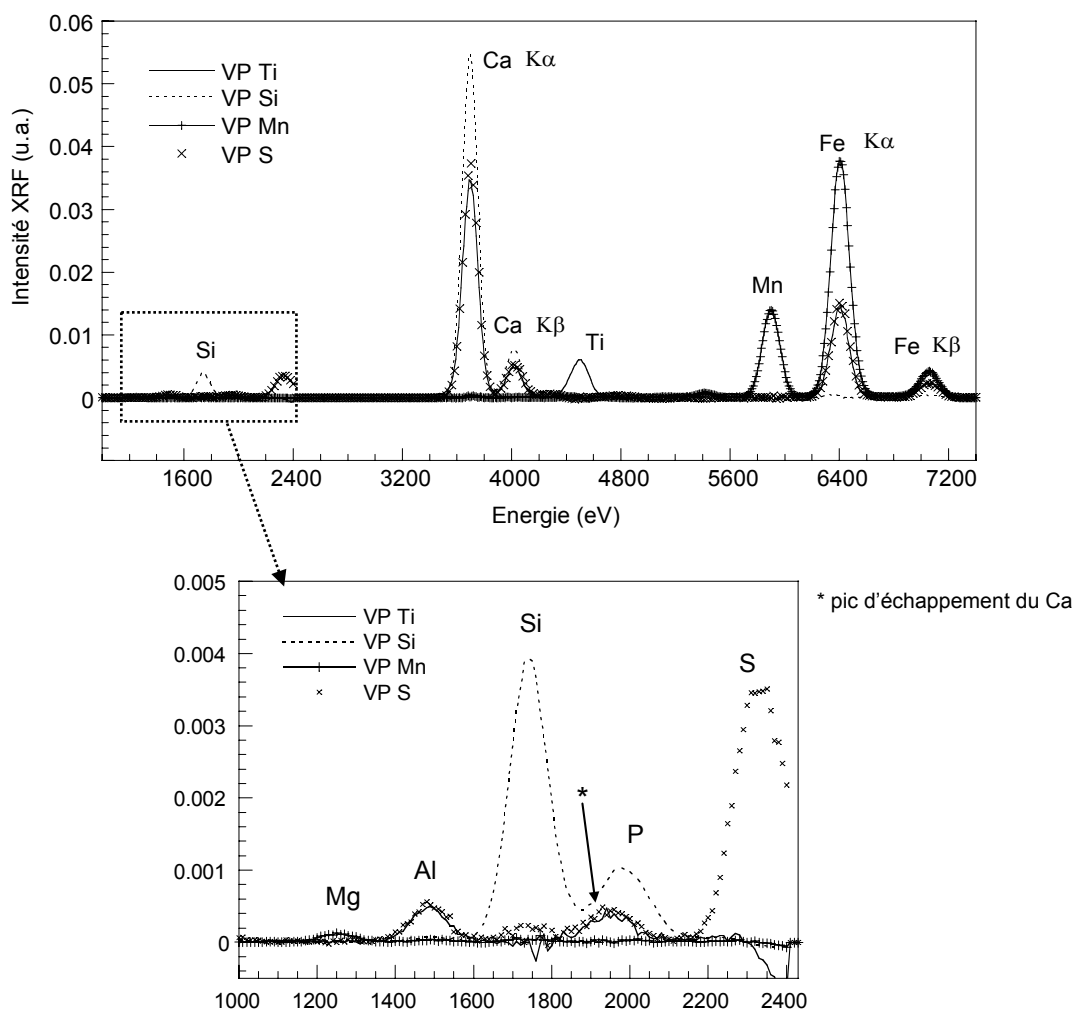 0.06
0.05
0.04
0.03
0.02
0.01
0
Intensité XRF (u.a.)
VP Ti
VP Si
VP Mn
VP S
Ca Kα
Fe Kα
Mn
Ca Kβ
Ti
Si
Fe Kβ
1600 2400 3200 4000 4800 5600 6400 7200
Energie (eV)
* pic d'échappement du Ca
0.005
0.004
0.003
0.002
0.001
0
VP Ti
VP Si
VP Mn
VP S
Si
S
*
P
Al
Mg
1000 1200 1400 1600 1800 2000 2200 2400